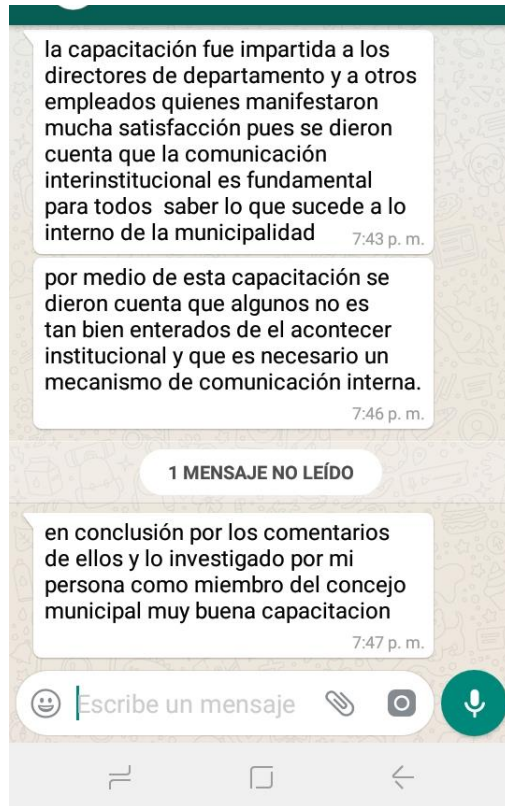 la capacitación fue impartida a los
directores de departamento y a otros
empleados quienes manifestaron
mucha satisfacción pues se dieron
cuenta que la comunicación
interinstitucional es fundamental
para todos  saber lo que sucede a lo
interno de la municipalidad
7:43 p. m.
por medio de esta capacitación se
dieron cuenta que algunos no es
tan bien enterados de el acontecer
institucional y que es necesario un
mecanismo de comunicación interna.
7:46 p. m.
1 MENSAJE NO LEÍDO
en conclusión por los comentarios
de ellos y lo investigado por mi
persona como miembro del concejo
municipal muy buena capacitacion
7:47 p. m.
Escribe un mensaje